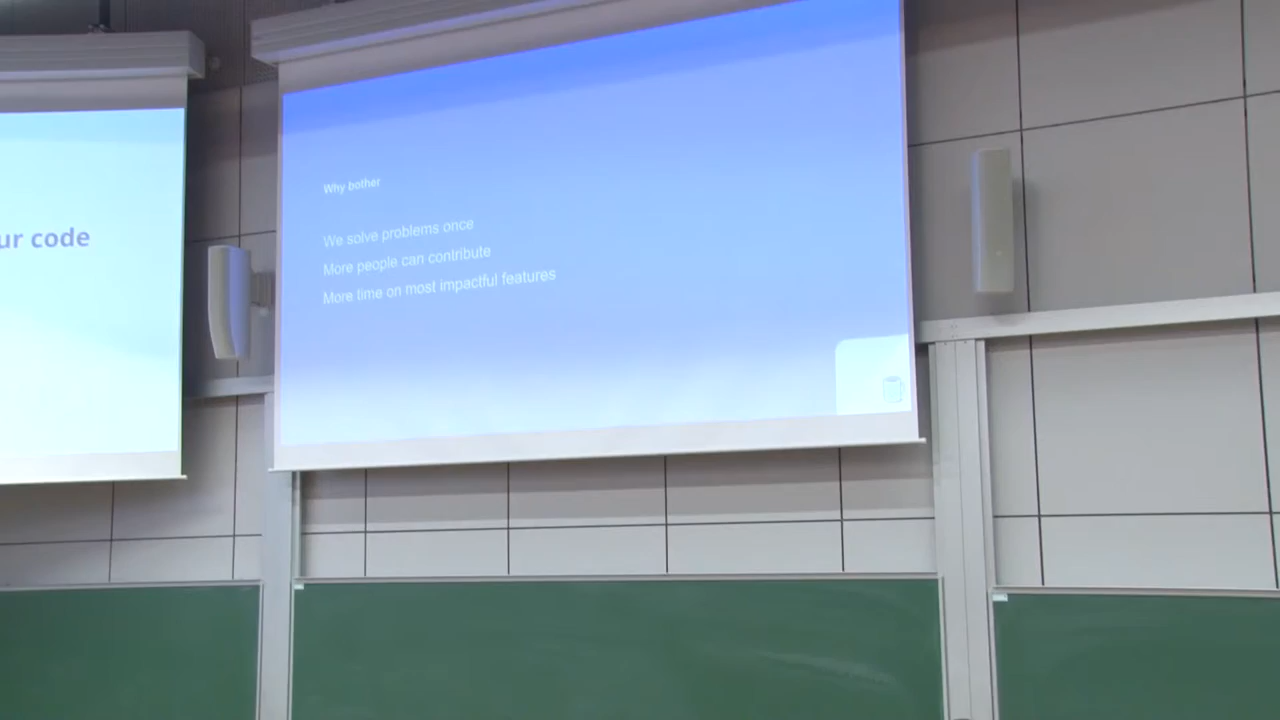 ur code
Why bother
We solve problems once
More people can contribute
More time on most impactful features